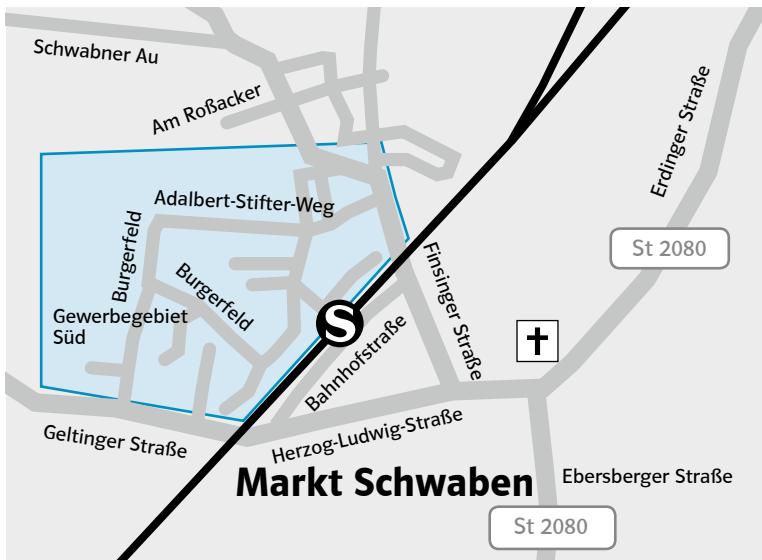 Schwabner Au
Am Roßacker
Erdinger Straße
Adalbert-Stifter-Weg
St 2080
Burgerfeld
Burgerfeld
Finsinger Straße
Gewerbegebiet
Süd
S
Bahnhofstraße
Geltinger Straße
Herzog-Ludwig-Straße
Markt Schwaben
Ebersberger Straße
St 2080